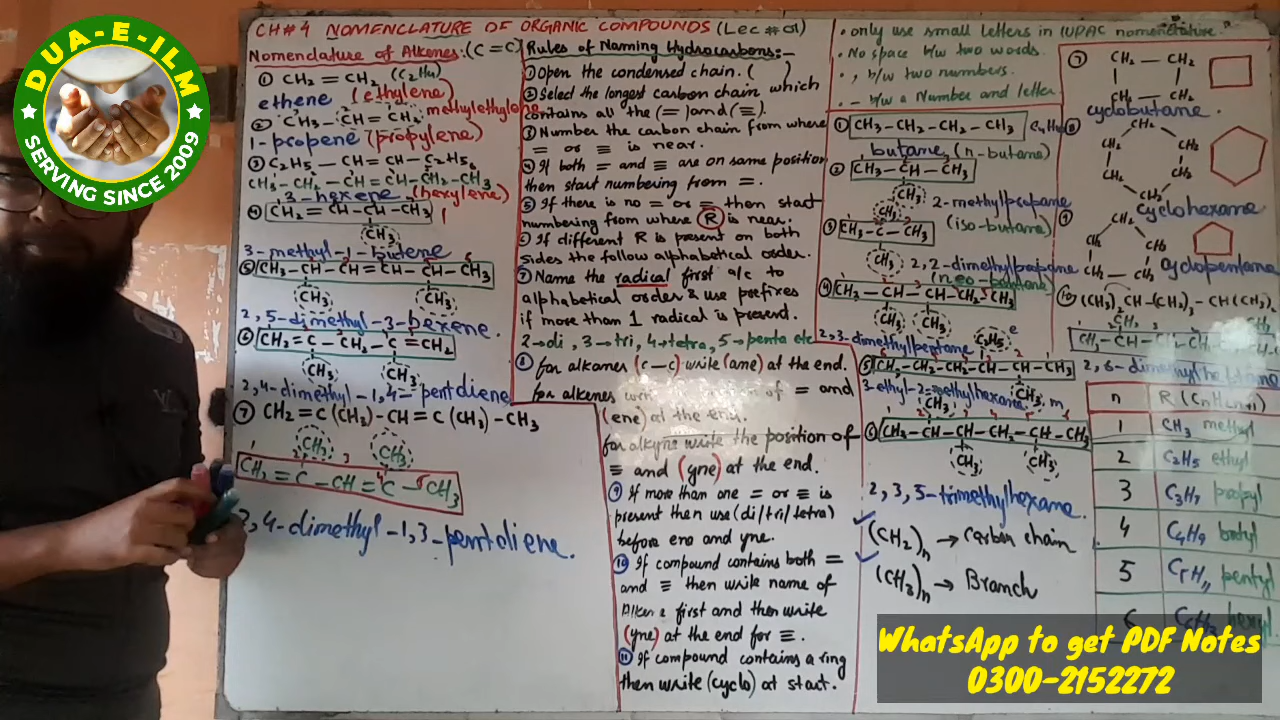 DUA-E-ILM
SERVING SINCE 2009
CH#4 NOMENCLATURE OF ORGANIC COMPOUNDS (Lec # 01)
Nomenclature of Alkenes:(C=C)
① CH₂ = CH₂ (C₂H₄)
ethene (ethylene)
② CH₃ - CH = CH₂ methylethylene
1-propene (propylene)
③ C₂H₅ — CH = CH - C₂H₅
CH₃ - CH₂ - CH = CH-CH₂-CH₃
3-hexene (hexylene)
④ CH₂ = CH-CH-CH₃
CH₃
3-methyl-1-butene
⑤ CH₃-CH-CH=CH-CH-CH₃
CH₃ CH₃
2,5-dimethyl-3-hexene.
⑥ CH₂=C-CH₂-C=CH₂
CH₃ CH₃
2,4-dimethyl-1,4-pentdiene
⑦ CH₂=C(CH₃)-CH=C(CH₃)-CH₃
CH₃ CH₃
CH₂=C-CH=C-CH₃
2,4-dimethyl-1,3-pentdiene.
Rules of Naming Hydrocarbons:-
① Open the condensed chain. ( )
② Select the longest carbon chain which
contains all the (=) and (≡).
③ Number the carbon chain from where
= or ≡ is near.
④ If both = and ≡ are on same position
then start numbering from =.
⑤ If there is no = or ≡ then start
numbering from where R is near.
⑥ If different R is present on both
sides the follow alphabetical order.
⑦ Name the radical first a/c to
alphabetical order & use prefixes
if more than 1 radical is present.
2→di, 3→tri, 4→tetra, 5→penta etc
⑧ for alkanes (C-C) write (ane) at the end.
for alkenes of = and
(ene) at the end.
for alkyne write the position of
≡ and (yne) at the end.
⑨ If more than one = or ≡ is
present then use (di/tri/tetra)
before ene and yne.
⑩ If compound contains both =
and ≡ then write name of
Alkene first and then write
(yne) at the end for ≡.
⑪ If compound contains a ring
then write (cyclo) at start.
. only use small letters in IUPAC nomenclature.
. No space b/w two words.
. , b/w two numbers.
. - b/w a Number and letter
① CH₃-CH₂-CH₂-CH₃ C₄H₁₀
butane, (n-butane)
② CH₃-CH-CH₃
CH₃
2-methylpropane
(iso-butane)
CH₃
③ CH₃-C-CH₃
CH₃
2,2-dimethylpropane
(neo-pentane)
④ CH₃-CH-CH-CH₂-CH₃
CH₃ CH₃
2,3-dimethylpentane
C₂H₅ e
⑤ CH₃-CH₂-CH₂-CH-CH-CH₃
CH₃ m
3-ethyl-2-methylhexane
CH₃
⑥ CH₃-CH-CH-CH₂-CH-CH₃
CH₃ CH₃
2,3,5-trimethylhexane.
(CH₂)n → carbon chain
(CH₃)n → Branch
⑦ CH₂ — CH₂
CH₂ — CH₂
cyclobutane
⑧ CH₂
CH₂ CH₂
CH₂ CH₂
CH₂
cyclohexane
⑨ CH₂
CH₂ CH₂
CH₂ - CH₂
cyclopentane
⑩ (CH₃)₂CH-(CH₂)₃-CH(CH₃)₂
2,6-dimethylheptane
n R (CnH2n+1)
1 CH₃ methyl
2 C₂H₅ ethyl
3 C₃H₇ propyl
4 C₄H₉ butyl
5 C₅H₁₁ pentyl
6 C₆H₁₃ hexyl
WhatsApp to get PDF Notes
0300-2152272